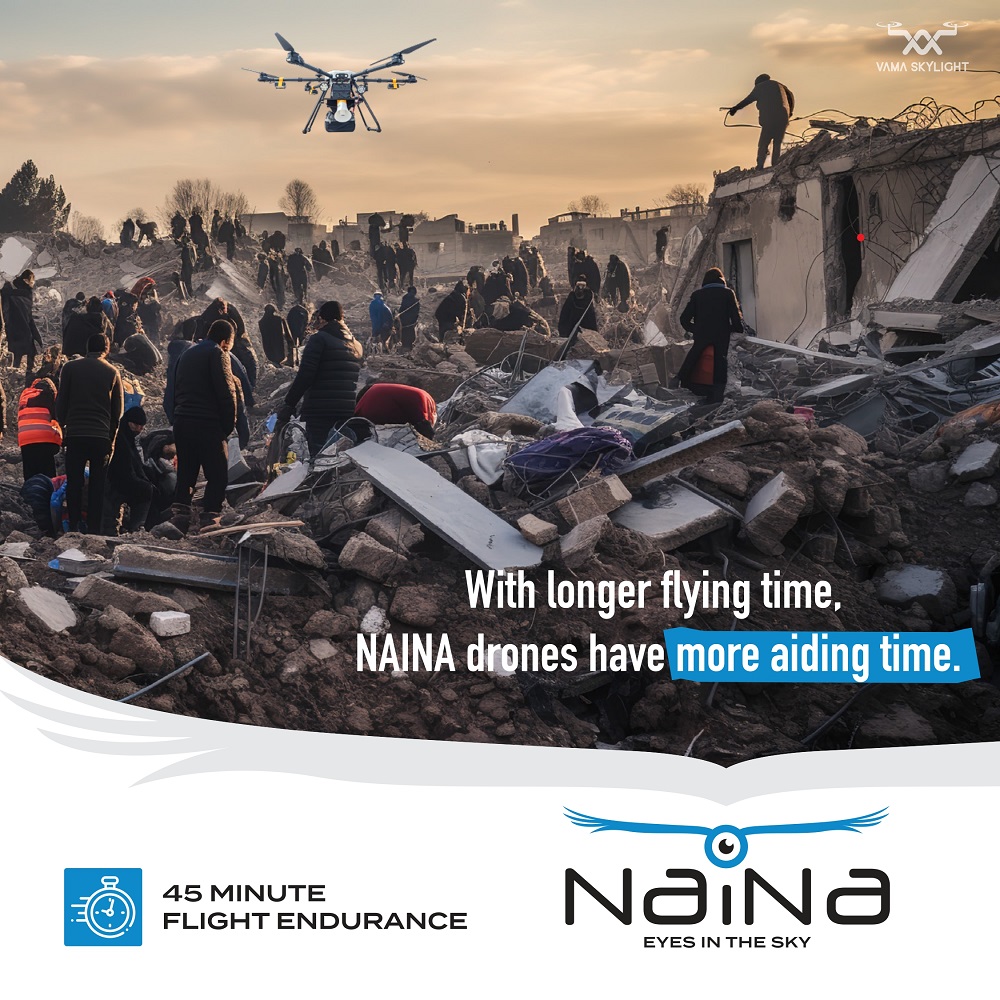 VAMA SKYLIGHT
With longer flying time,
NAINA drones have more aiding time.
45 MINUTE
FLIGHT ENDURANCE
NaiNa
EYES IN THE SKY